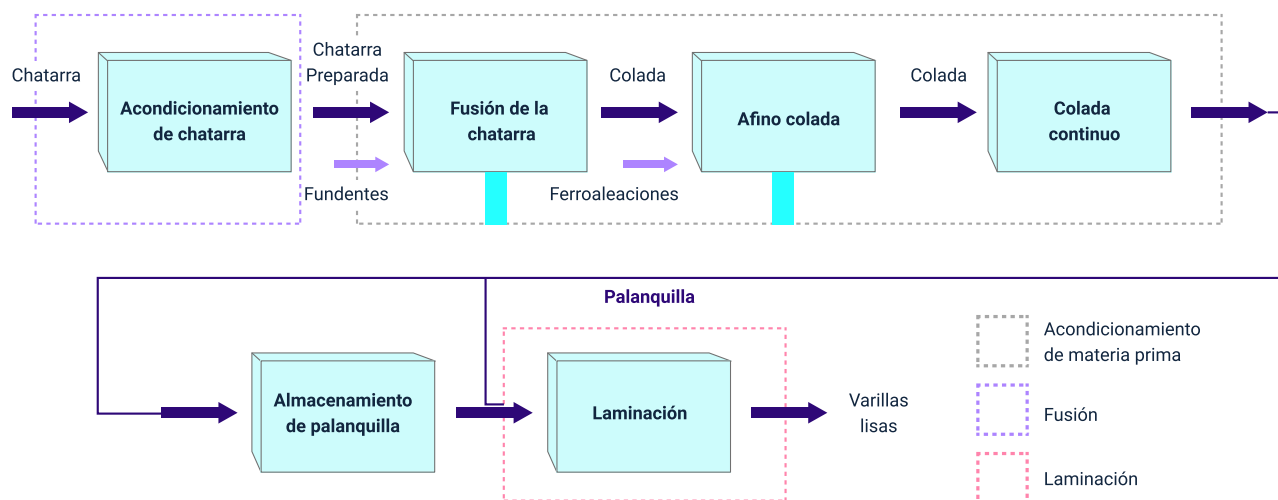 Chatarra
Acondicionamiento
de chatarra
Chatarra
Preparada
Fundentes
Fusión de la
chatarra
Colada
Ferroaleaciones
Afino colada
Colada
Colada
continuo
Palanquilla
Almacenamiento
de palanquilla
Laminación
Varillas
lisas
Acondicionamiento
de materia prima
Fusión
Laminación